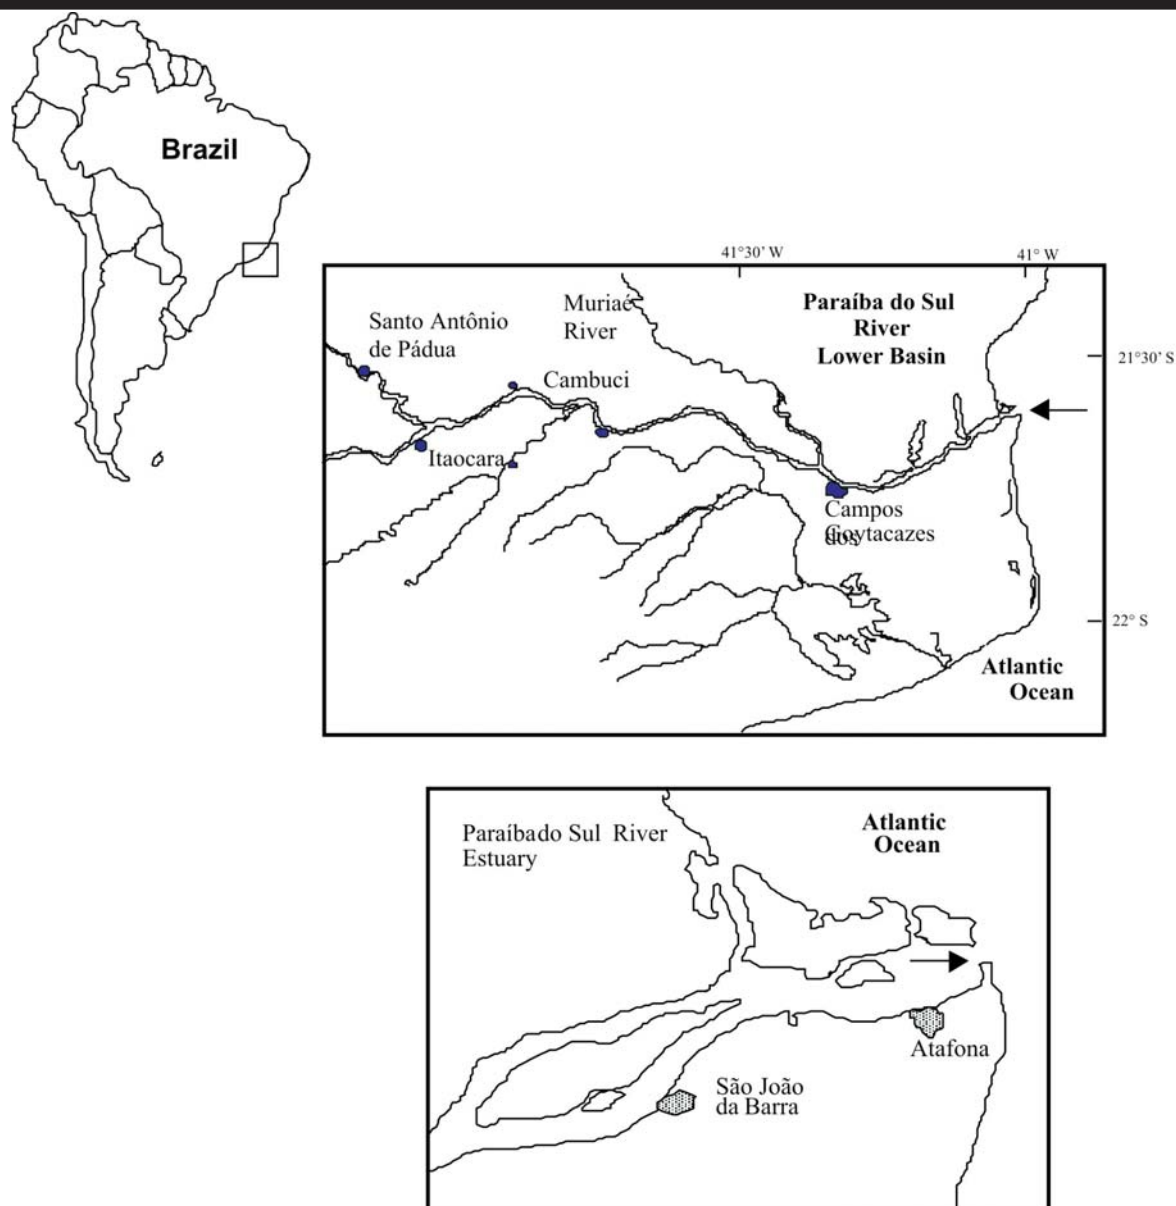 Brazil
41°30' W
41° W
Santo Antônio
de Pádua
Muriaé
River
Paraíba do Sul
River
Lower Basin
21°30' S
Cambuci
Itaocara
Campos
dos
Goytacazes
22° S
Atlantic
Ocean
Paraíbado Sul River
Estuary
Atlantic
Ocean
Atafona
São João
da Barra